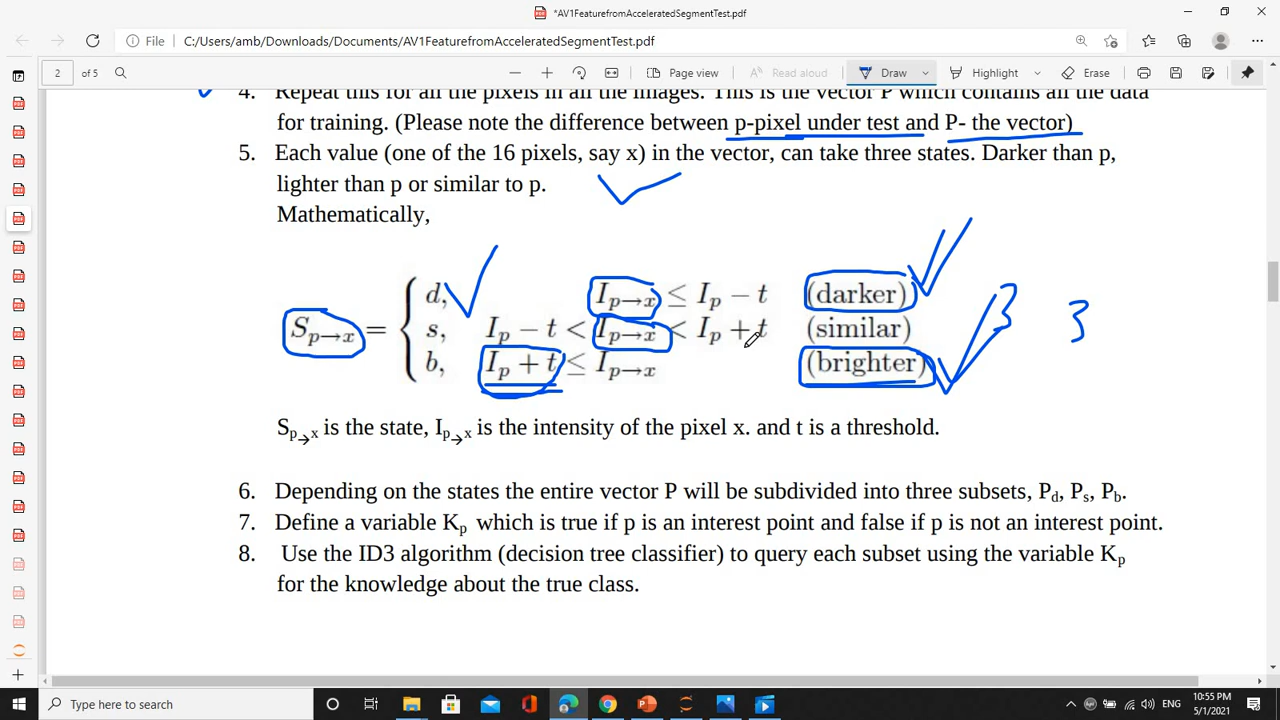 *AV1FeaturefromAcceleratedSegmentTest.pdf
File C:/Users/amb/Downloads/Documents/AV1FeaturefromAcceleratedSegmentTest.pdf
2 of 5 Page view Read aloud Draw Highlight Erase
4. Repeat this for all the pixels in all the images. This is the vector P which contains all the data
for training. (Please note the difference between p-pixel under test and P- the vector)
5. Each value (one of the 16 pixels, say x) in the vector, can take three states. Darker than p,
lighter than p or similar to p.
Mathematically,
d, I_{p→x} ≤ I_p − t (darker)
S_{p→x} = { s, I_p − t < I_{p→x} < I_p + t (similar)
b, I_p + t ≤ I_{p→x} (brighter)
3 3
S_{p→x} is the state, I_{p→x} is the intensity of the pixel x. and t is a threshold.
6. Depending on the states the entire vector P will be subdivided into three subsets, P_d, P_s, P_b.
7. Define a variable K_p which is true if p is an interest point and false if p is not an interest point.
8. Use the ID3 algorithm (decision tree classifier) to query each subset using the variable K_p
for the knowledge about the true class.
Type here to search
ENG
10:55 PM
5/1/2021